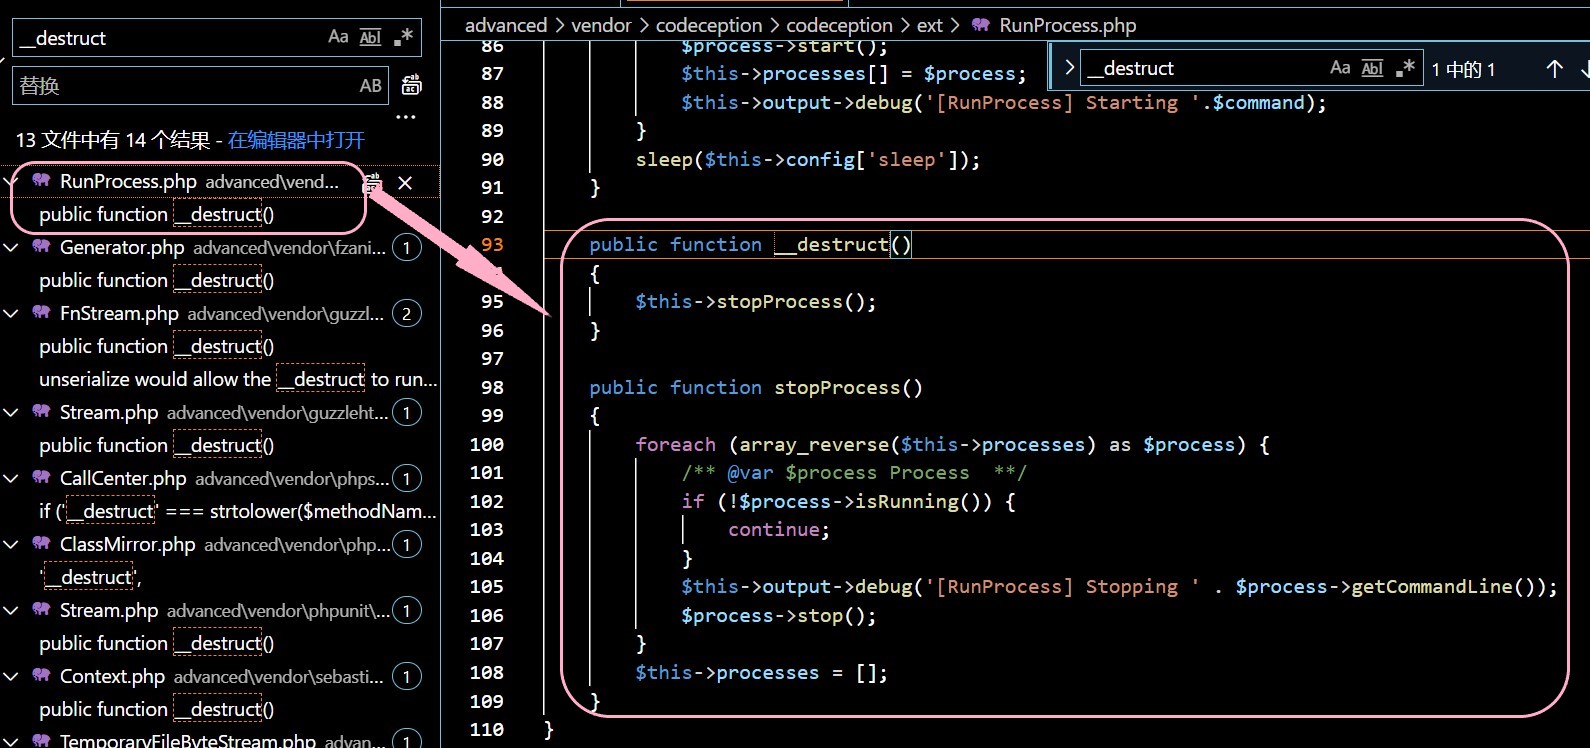 __destruct
Aa Abl .*
替换
AB
13 文件中有 14 个结果 - 在编辑器中打开
RunProcess.php advanced\vend...
public function __destruct()
Generator.php advanced\vendor\fzani... 1
public function __destruct()
FnStream.php advanced\vendor\guzzl... 2
public function __destruct()
unserialize would allow the __destruct to run...
Stream.php advanced\vendor\guzzleht... 1
public function __destruct()
CallCenter.php advanced\vendor\phps... 1
if ('__destruct' === strtolower($methodNam...
ClassMirror.php advanced\vendor\php... 1
'__destruct',
Stream.php advanced\vendor\phpunit\... 1
public function __destruct()
Context.php advanced\vendor\sebasti... 1
public function __destruct()
TemporaryFileByteStream.php advan... 1
advanced > vendor > codeception > codeception > ext > RunProcess.php
__destruct
Aa Abl .*
1 中的 1
86 $process->start();
87 $this->processes[] = $process;
88 $this->output->debug('[RunProcess] Starting '.$command);
89 }
90 sleep($this->config['sleep']);
91 }
92
93 public function __destruct()
{
95 $this->stopProcess();
96 }
97
98 public function stopProcess()
99 {
100 foreach (array_reverse($this->processes) as $process) {
101 /** @var $process Process  **/
102 if (!$process->isRunning()) {
103 continue;
104 }
105 $this->output->debug('[RunProcess] Stopping ' . $process->getCommandLine());
106 $process->stop();
107 }
108 $this->processes = [];
109 }
110 }